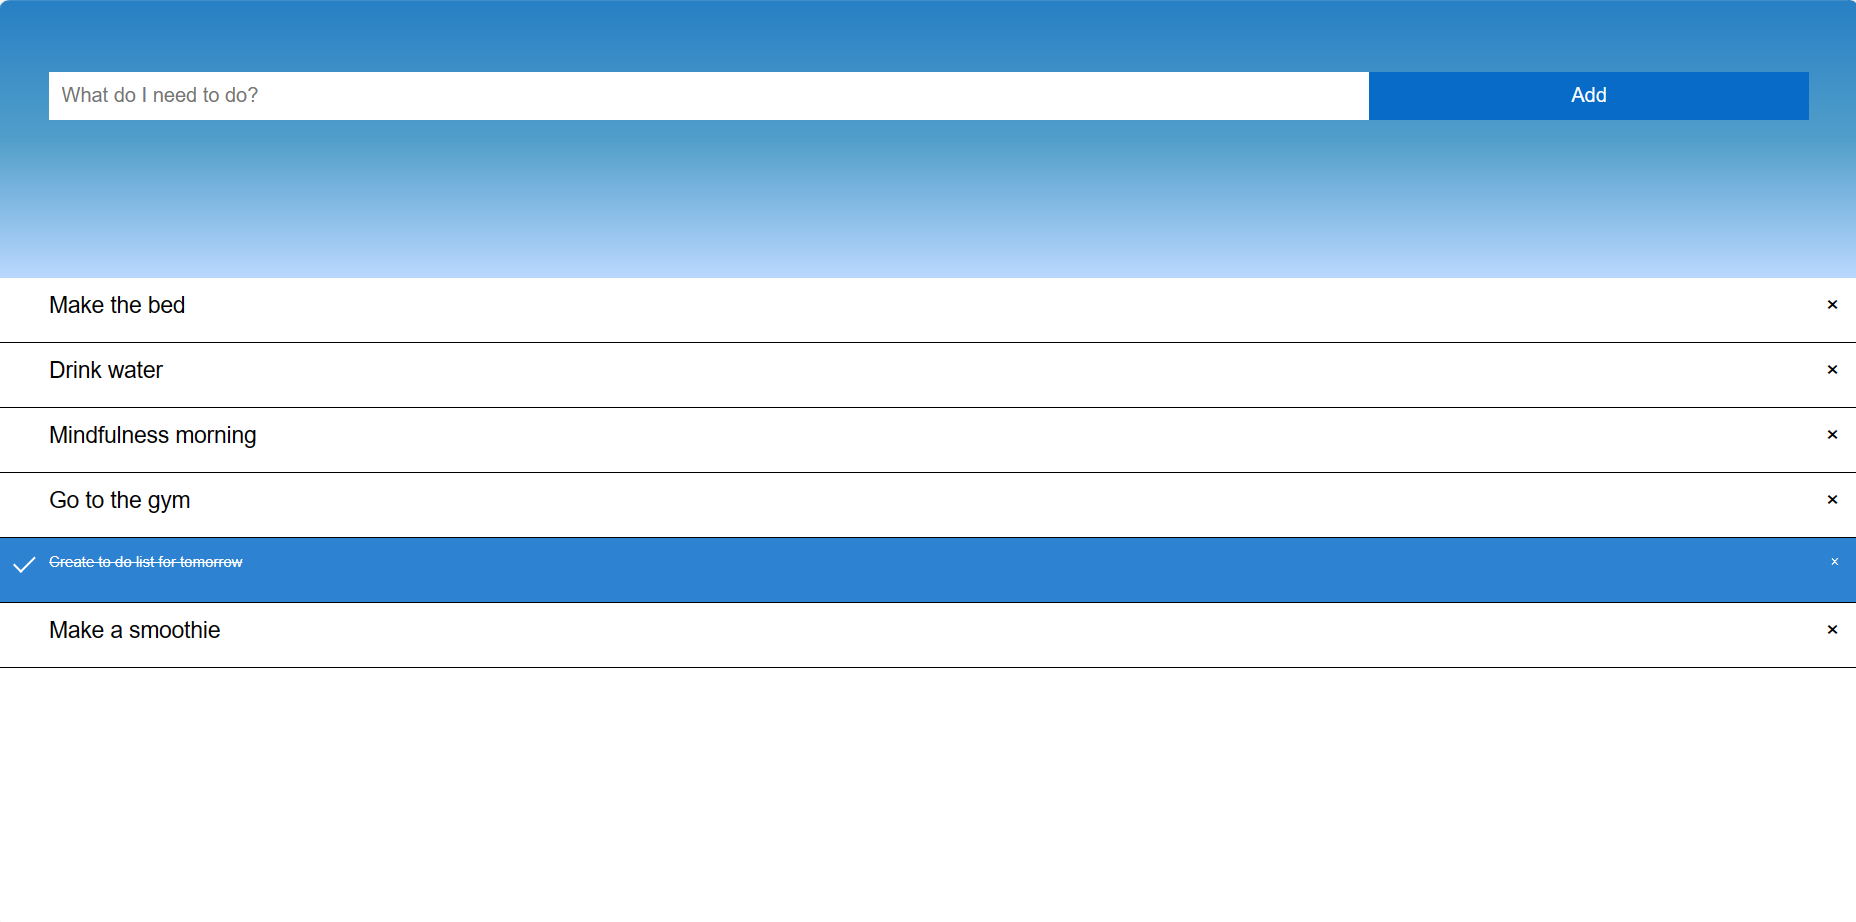 What do I need to do?
Add
Make the bed ×
Drink water ×
Mindfulness morning ×
Go to the gym ×
Create to do list for tomorrow ×
Make a smoothie ×